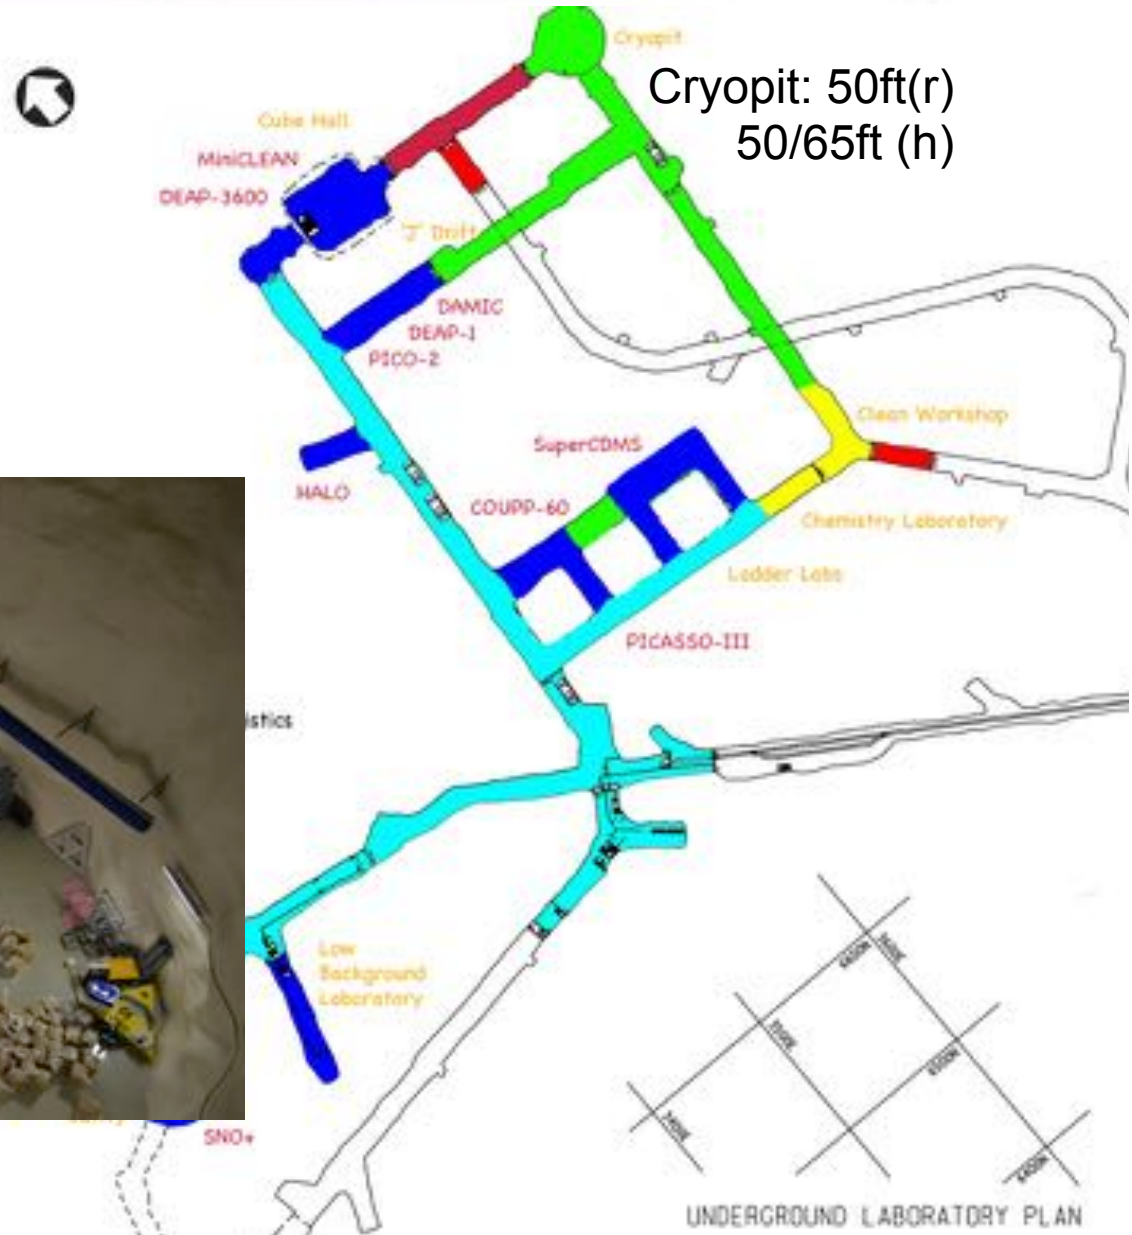 Cryopit
Cryopit: 50ft(r)
50/65ft (h)
Cube Hall
MiniCLEAN
DEAP-3600
"J" Drift
DAMIC
DEAP-1
PICO-2
Clean Workshop
SuperCDMS
HALO
COUPP-60
Chemistry Laboratory
Ladder Labs
PICASSO-III
istics
Low
Background
Laboratory
SNO+
UNDERGROUND LABORATORY PLAN